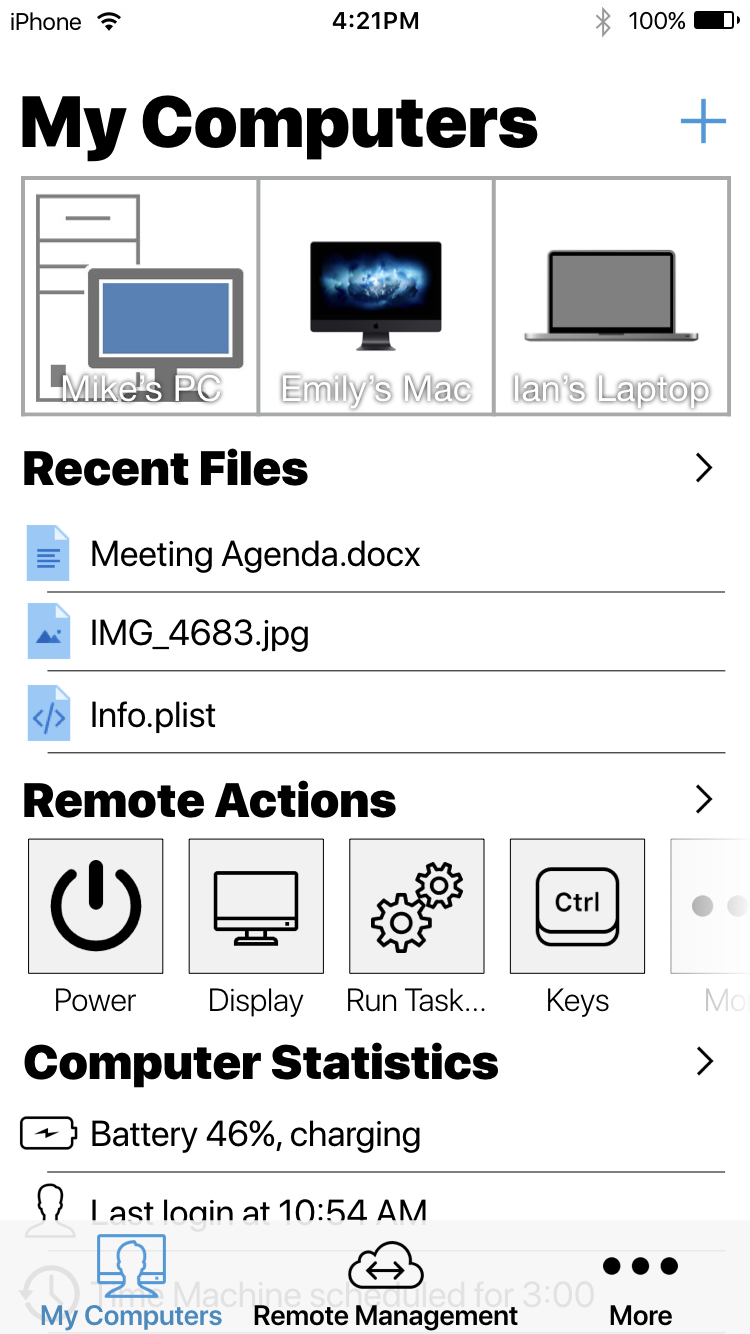 iPhone 4:21PM 100%
My Computers
Mike's PC Emily's Mac Ian's Laptop
Recent Files
Meeting Agenda.docx
IMG_4683.jpg
Info.plist
Remote Actions
Ctrl
Power Display Run Task... Keys Mo
Computer Statistics
Battery 46%, charging
Last login at 10:54 AM
Time Machine scheduled for 3:00
My Computers Remote Management More